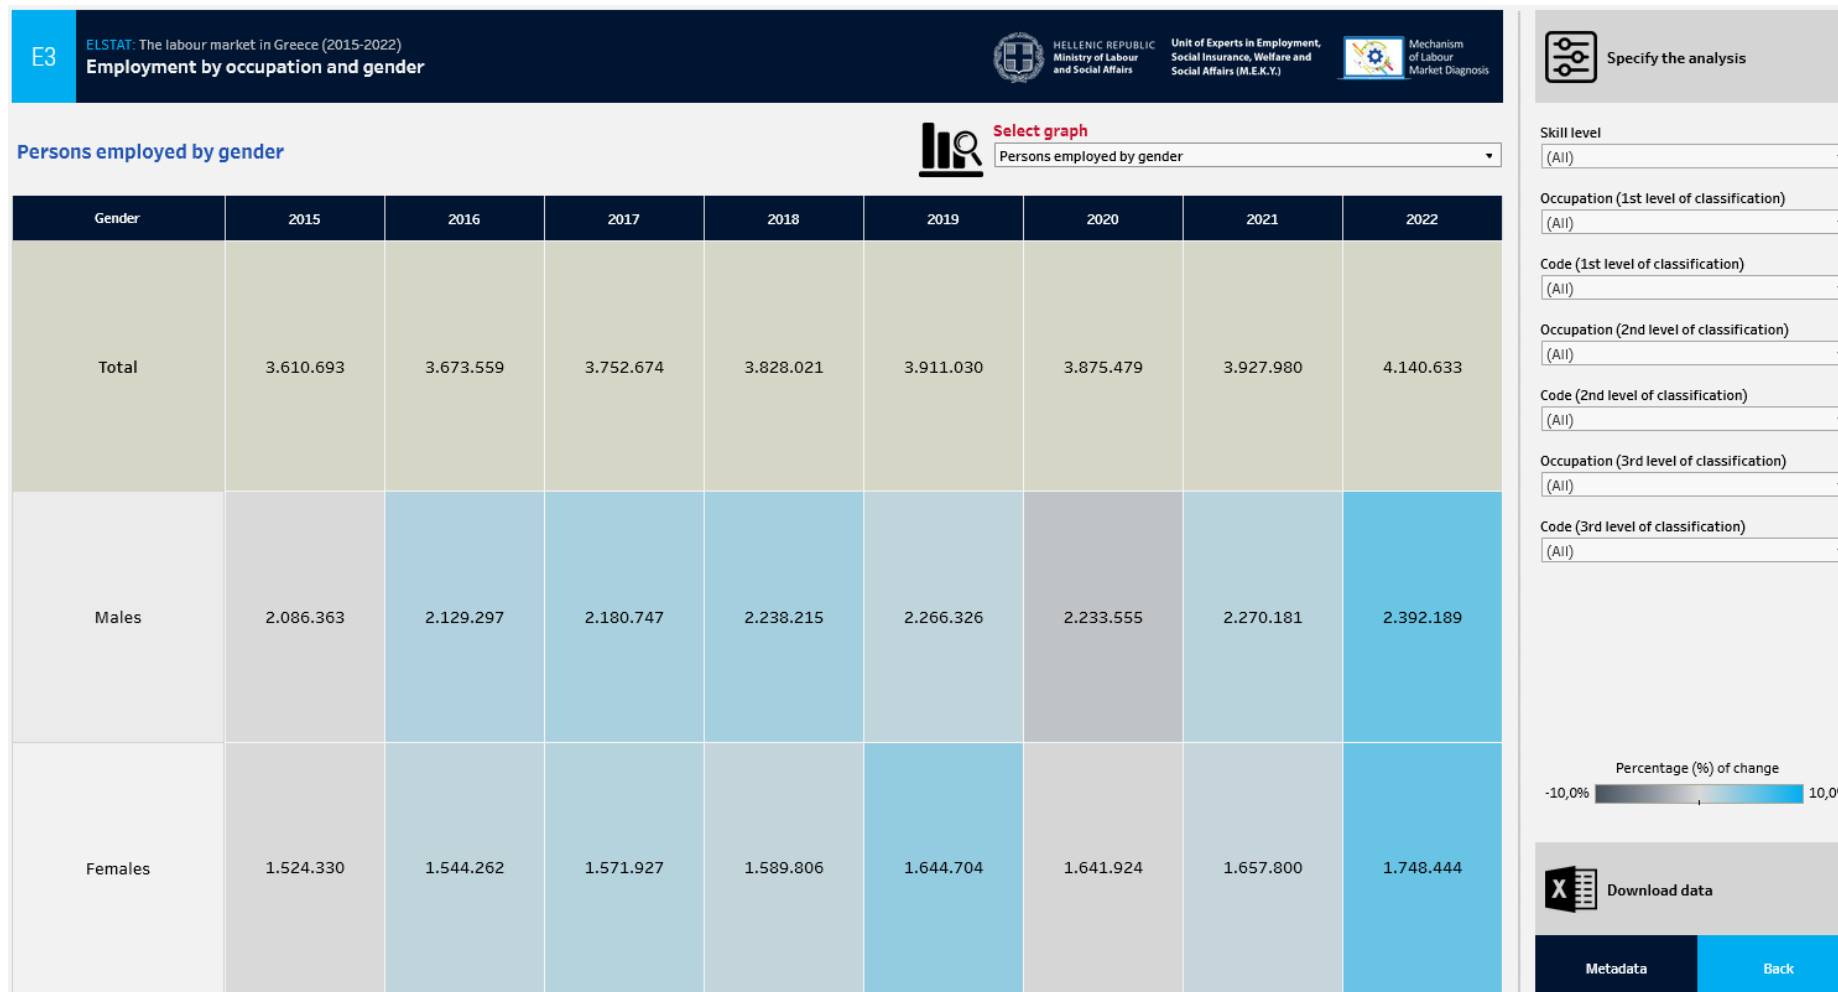 E3
ELSTAT: The labour market in Greece (2015-2022)
Employment by occupation and gender
HELLENIC REPUBLIC
Ministry of Labour
and Social Affairs
Unit of Experts in Employment,
Social Insurance, Welfare and
Social Affairs (M.E.K.Y.)
Mechanism
of Labour
Market Diagnosis
Persons employed by gender
Select graph
Persons employed by gender
Gender 2015 2016 2017 2018 2019 2020 2021 2022
Total 3.610.693 3.673.559 3.752.674 3.828.021 3.911.030 3.875.479 3.927.980 4.140.633
Males 2.086.363 2.129.297 2.180.747 2.238.215 2.266.326 2.233.555 2.270.181 2.392.189
Females 1.524.330 1.544.262 1.571.927 1.589.806 1.644.704 1.641.924 1.657.800 1.748.444
Specify the analysis
Skill level
(All)
Occupation (1st level of classification)
(All)
Code (1st level of classification)
(All)
Occupation (2nd level of classification)
(All)
Code (2nd level of classification)
(All)
Occupation (3rd level of classification)
(All)
Code (3rd level of classification)
(All)
Percentage (%) of change
-10,0% 10,0%
Download data
Metadata Back